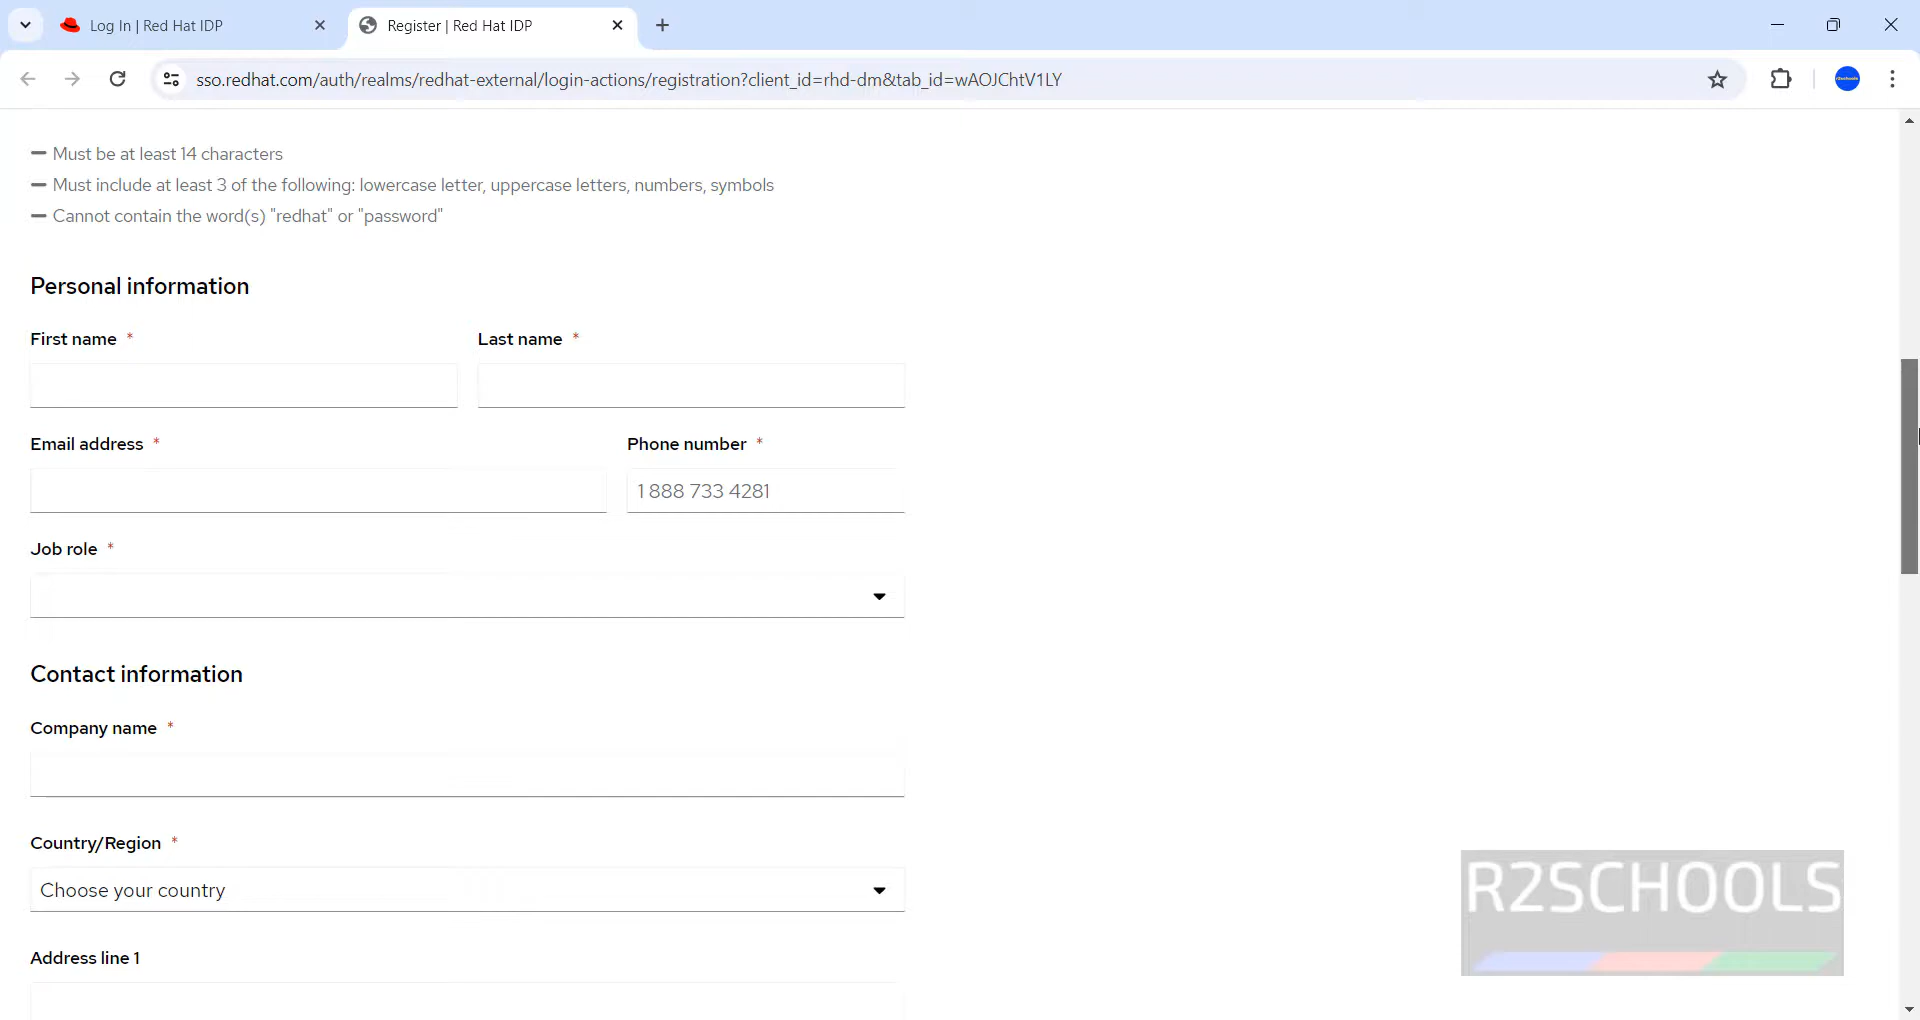 Log In | Red Hat IDP
Register | Red Hat IDP
sso.redhat.com/auth/realms/redhat-external/login-actions/registration?client_id=rhd-dm&tab_id=wAOJChtV1LY
Must be at least 14 characters
Must include at least 3 of the following: lowercase letter, uppercase letters, numbers, symbols
Cannot contain the word(s) "redhat" or "password"
Personal information
First name *
Last name *
Email address *
Phone number *
1 888 733 4281
Job role *
Contact information
Company name *
Country/Region *
Choose your country
Address line 1
R2SCHOOLS